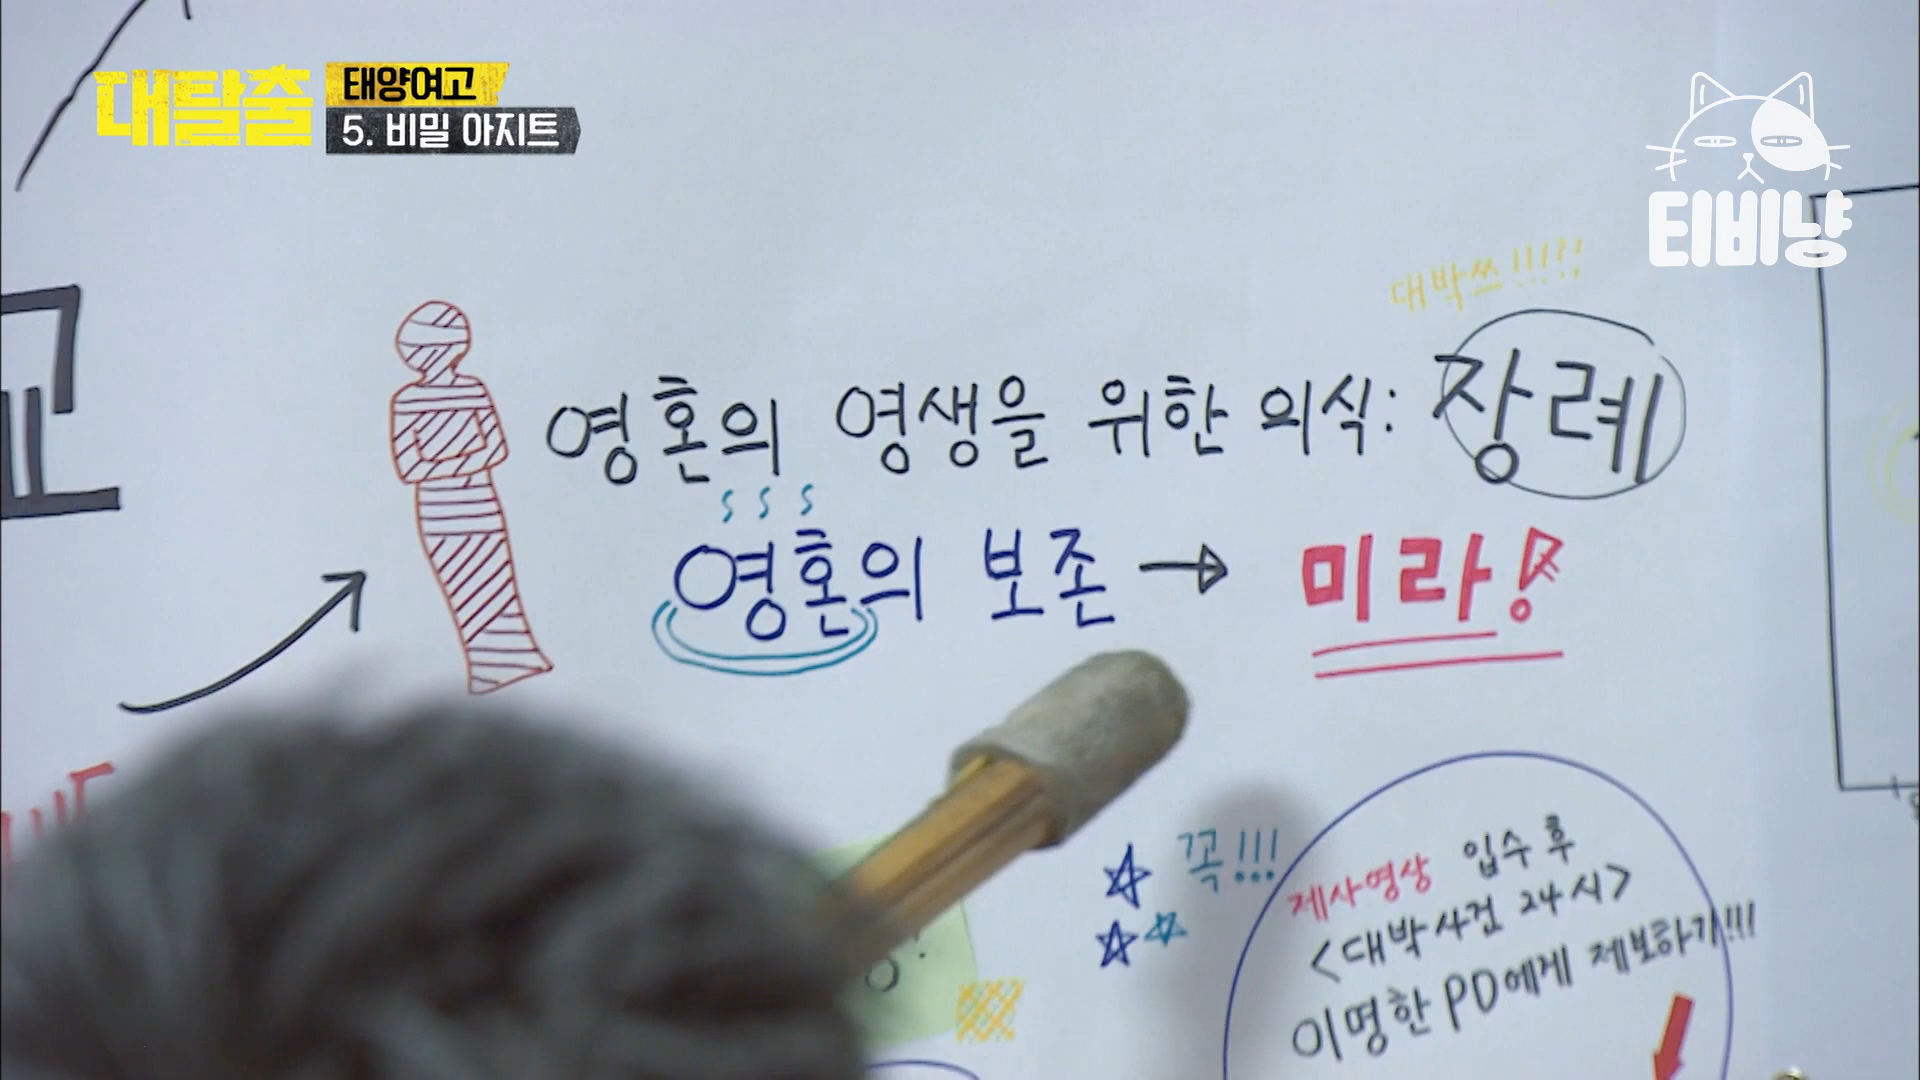 대탈출
태양여고
5. 비밀 아지트
티비냥
대박쓰!!!!!
영혼의 영생을 위한 의식: 장례
영혼의 보존 → 미라!
꼭!!!
제사영상 입수 후
<대박사건 24시>
이명한 PD에게 제보하기!!!